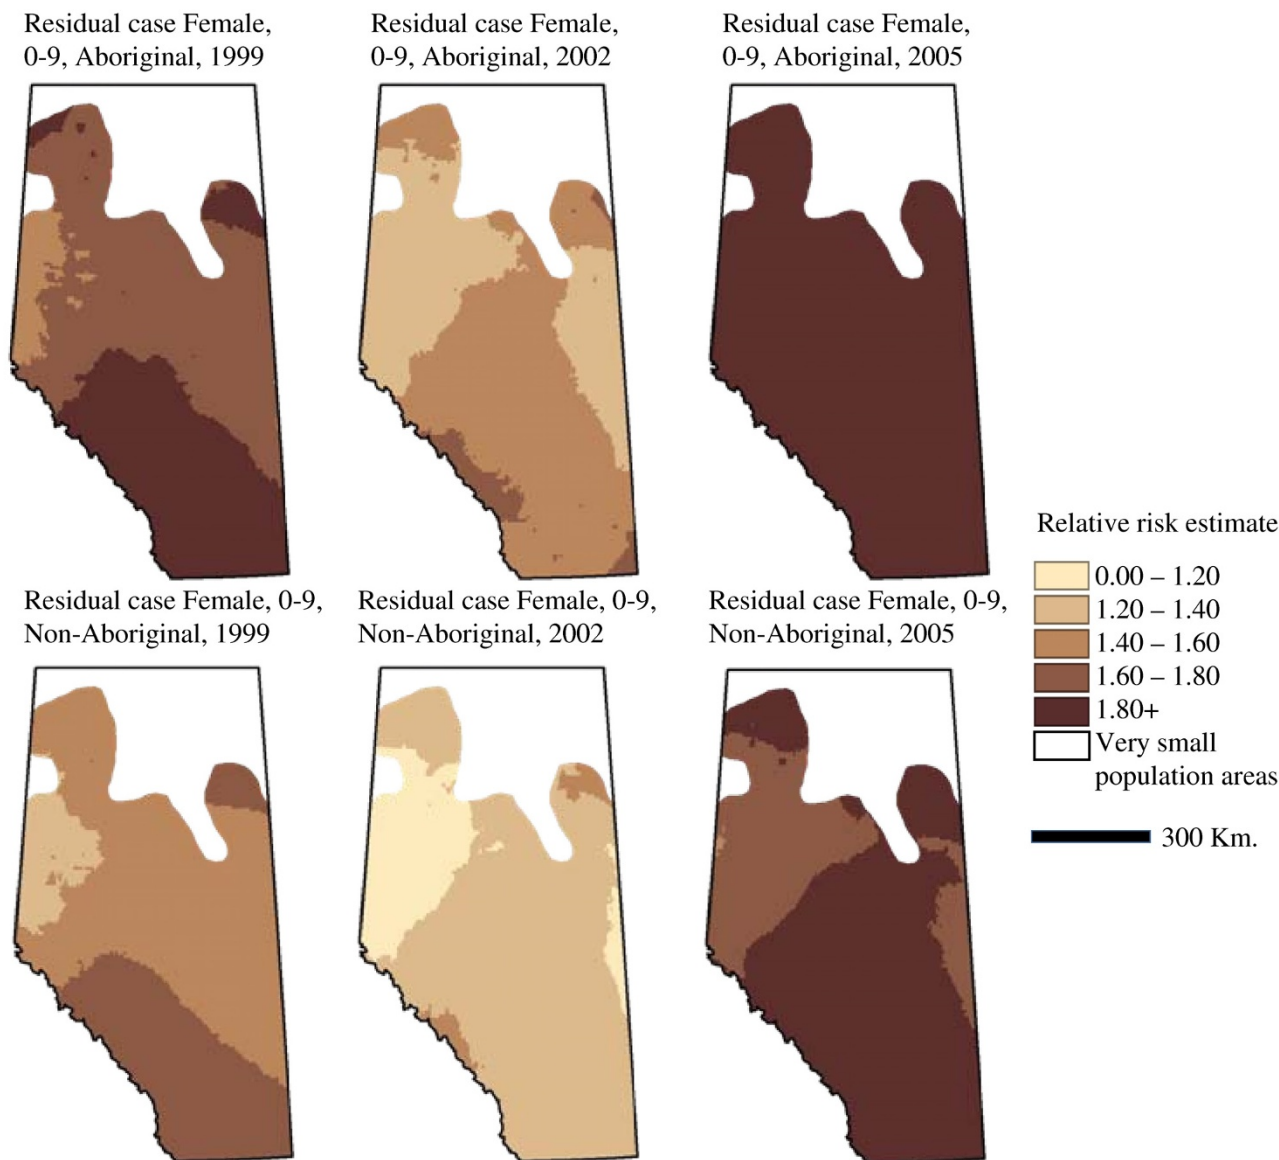 Residual case Female,
0-9, Aboriginal, 1999
Residual case Female,
0-9, Aboriginal, 2002
Residual case Female,
0-9, Aboriginal, 2005
Residual case Female, 0-9,
Non-Aboriginal, 1999
Residual case Female, 0-9,
Non-Aboriginal, 2002
Residual case Female, 0-9,
Non-Aboriginal, 2005
Relative risk estimate
0.00 – 1.20
1.20 – 1.40
1.40 – 1.60
1.60 – 1.80
1.80+
Very small
population areas
300 Km.